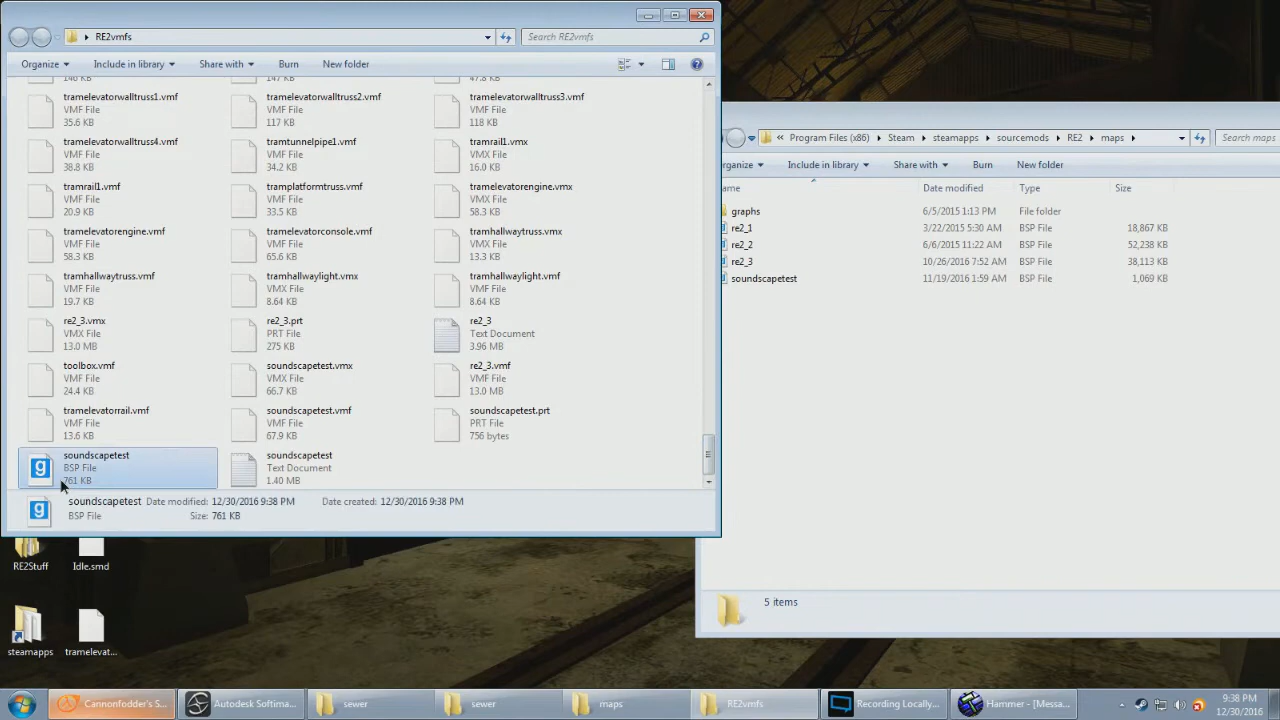 RE2vmfs
Search RE2vmfs
Organize
Include in library
Share with
Burn
New folder
146 KB
147 KB
47.8 KB
tramelevatorwalltruss1.vmf
VMF File
35.6 KB
tramelevatorwalltruss2.vmf
VMF File
117 KB
tramelevatorwalltruss3.vmf
VMF File
118 KB
tramelevatorwalltruss4.vmf
VMF File
38.8 KB
tramtunnelpipe1.vmf
VMF File
34.2 KB
tramrail1.vmx
VMX File
16.0 KB
tramrail1.vmf
VMF File
20.9 KB
tramplatformtruss.vmf
VMF File
33.5 KB
tramelevatorengine.vmx
VMX File
58.3 KB
tramelevatorengine.vmf
VMF File
58.3 KB
tramelevatorconsole.vmf
VMF File
65.6 KB
tramhallwaytruss.vmx
VMX File
13.3 KB
tramhallwaytruss.vmf
VMF File
19.7 KB
tramhallwaylight.vmx
VMX File
8.64 KB
tramhallwaylight.vmf
VMF File
8.64 KB
re2_3.vmx
VMX File
13.0 MB
re2_3.prt
PRT File
275 KB
re2_3
Text Document
3.96 MB
toolbox.vmf
VMF File
24.4 KB
soundscapetest.vmx
VMX File
66.7 KB
re2_3.vmf
VMF File
13.0 MB
tramelevatorrail.vmf
VMF File
13.6 KB
soundscapetest.vmf
VMF File
67.9 KB
soundscapetest.prt
PRT File
756 bytes
soundscapetest
BSP File
761 KB
soundscapetest
Text Document
1.40 MB
soundscapetest Date modified: 12/30/2016 9:38 PM Date created: 12/30/2016 9:38 PM
BSP File Size: 761 KB
« Program Files (x86) Steam steamapps sourcemods RE2 maps
Search maps
rganize Include in library Share with Burn New folder
ame Date modified Type Size
graphs 6/5/2015 1:13 PM File folder
re2_1 3/22/2015 5:30 AM BSP File 18,867 KB
re2_2 6/6/2015 11:22 AM BSP File 52,238 KB
re2_3 10/26/2016 7:52 AM BSP File 38,113 KB
soundscapetest 11/19/2016 1:59 AM BSP File 1,069 KB
5 items
RE2Stuff
Idle.smd
steamapps
tramelevat...
Cannonfodder's S...
Autodesk Softima...
sewer
sewer
maps
RE2vmfs
Recording Locally...
Hammer - [Messa...
9:38 PM
12/30/2016